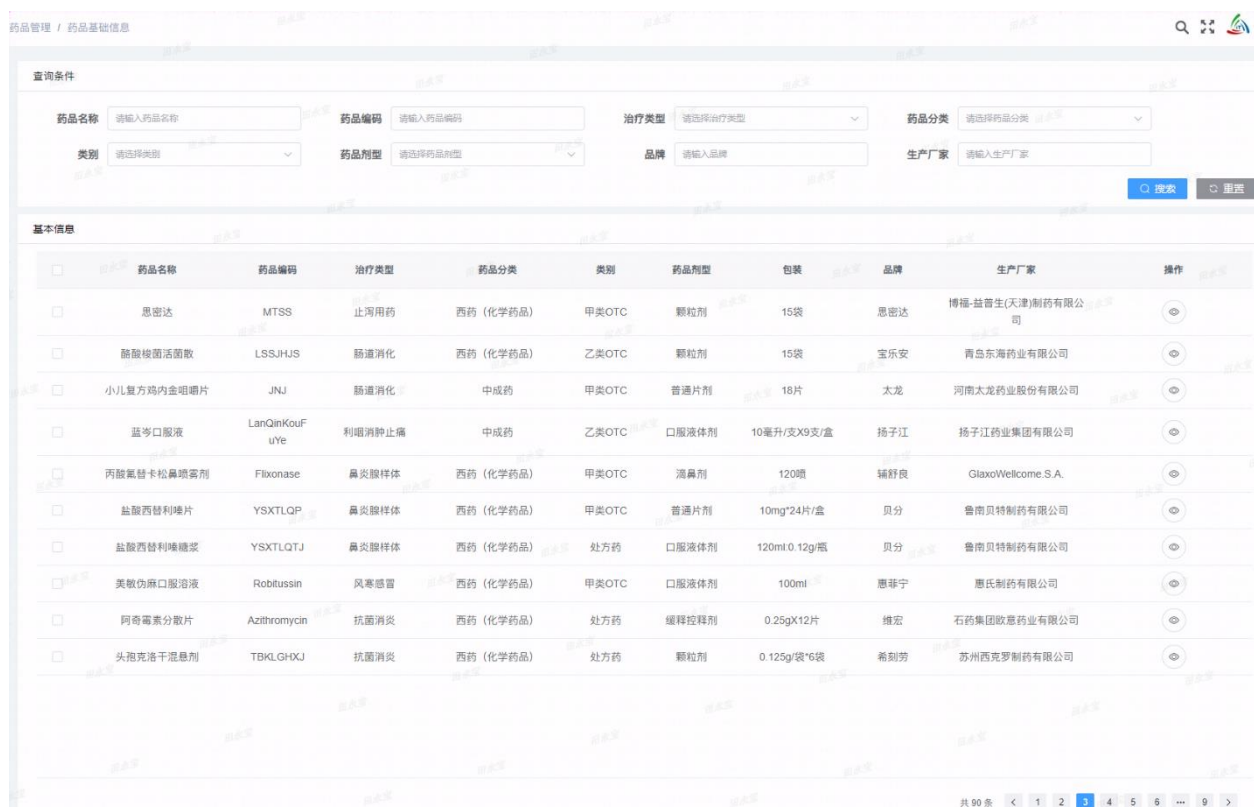 药品管理 / 药品基础信息
查询条件
药品名称 请输入药品名称 药品编码 请输入药品编码 治疗类型 请选择治疗类型 药品分类 请选择药品分类
类别 请选择类别 药品剂型 请选择药品剂型 品牌 请输入品牌 生产厂家 请输入生产厂家
搜索 重置
基本信息
药品名称 药品编码 治疗类型 药品分类 类别 药品剂型 包装 品牌 生产厂家 操作
思密达 MTSS 止泻用药 西药（化学药品） 甲类OTC 颗粒剂 15袋 思密达 博福-益普生(天津)制药有限公
司
酪酸梭菌活菌散 LSSJHJS 肠道消化 西药（化学药品） 乙类OTC 颗粒剂 15袋 宝乐安 青岛东海药业有限公司
小儿复方鸡内金咀嚼片 JNJ 肠道消化 中成药 甲类OTC 普通片剂 18片 太龙 河南太龙药业股份有限公司
蓝岑口服液 LanQinKouF 利咽消肿止痛 中成药 乙类OTC 口服液体剂 10毫升/支X9支/盒 扬子江 扬子江药业集团有限公司
uYe
丙酸氟替卡松鼻喷雾剂 Flixonase 鼻炎腺样体 西药（化学药品） 甲类OTC 滴鼻剂 120喷 辅舒良 GlaxoWellcome.S.A.
盐酸西替利嗪片 YSXTLQP 鼻炎腺样体 西药（化学药品） 甲类OTC 普通片剂 10mg*24片/盒 贝分 鲁南贝特制药有限公司
盐酸西替利嗪糖浆 YSXTLQTJ 鼻炎腺样体 西药（化学药品） 处方药 口服液体剂 120ml:0.12g/瓶 贝分 鲁南贝特制药有限公司
美敏伪麻口服溶液 Robitussin 风寒感冒 西药（化学药品） 甲类OTC 口服液体剂 100ml 惠菲宁 惠氏制药有限公司
阿奇霉素分散片 Azithromycin 抗菌消炎 西药（化学药品） 处方药 缓释控释剂 0.25gX12片 维宏 石药集团欧意药业有限公司
头孢克洛干混悬剂 TBKLGHXJ 抗菌消炎 西药（化学药品） 处方药 颗粒剂 0.125g/袋*6袋 希刻劳 苏州西克罗制药有限公司
共 90 条 < 1 2 3 4 5 6 ... 9 >